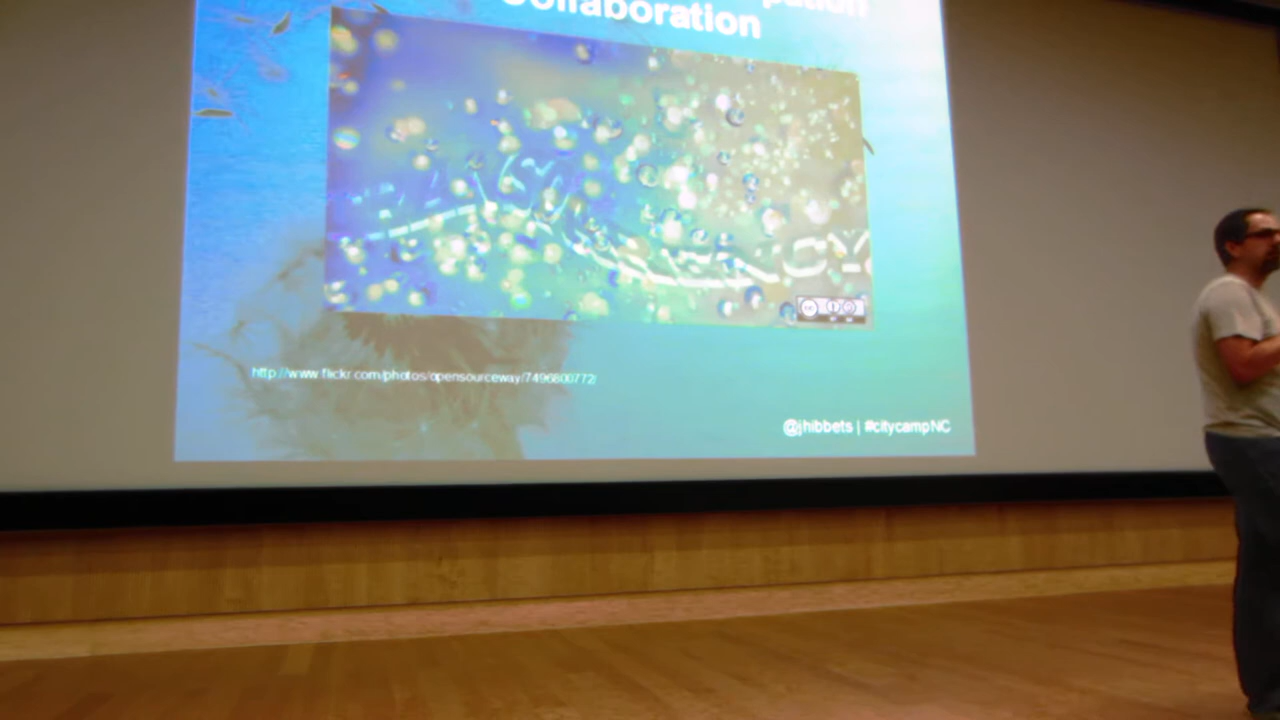 Collaboration
http://www.flickr.com/photos/opensourceway/7496800772/
@jhibbets | #citycampNC